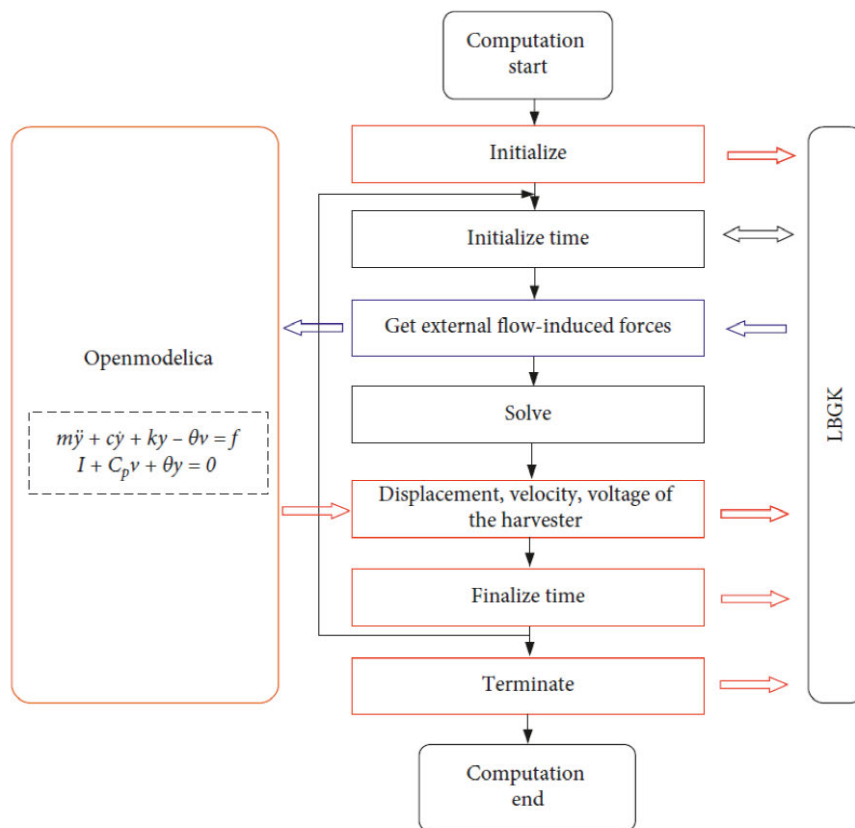 Computation
start
Initialize
Initialize time
Get external flow-induced forces
Openmodelica
mÿ + cẏ + ky – θv = f
I + Cₚv + θy = 0
Solve
LBGK
Displacement, velocity, voltage of
the harvester
Finalize time
Terminate
Computation
end